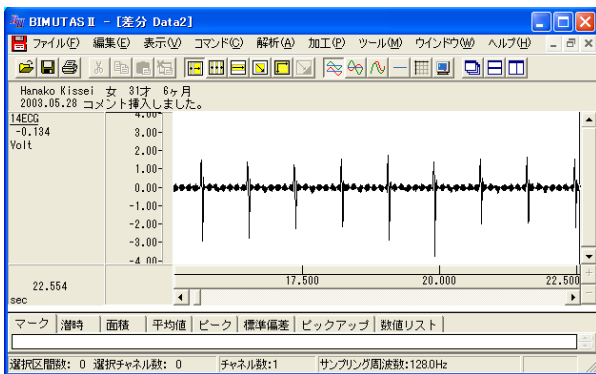 BIMUTASⅡ - [差分 Data2]
ファイル(F) 編集(E) 表示(V) コマンド(C) 解析(A) 加工(P) ツール(M) ウインドウ(W) ヘルプ(H)
Hanako Kissei 女 31才 6ヶ月
2003.05.28 コメント挿入しました。
14ECG
-0.134
Volt
4.00
3.00
2.00
1.00
0.00
-1.00
-2.00
-3.00
-4.00
17.500 20.000 22.500
22.554
sec
マーク 潜時 面積 平均値 ピーク 標準偏差 ピックアップ 数値リスト
選択区間数: 0 選択チャネル数: 0 チャネル数:1 サンプリング周波数:128.0Hz